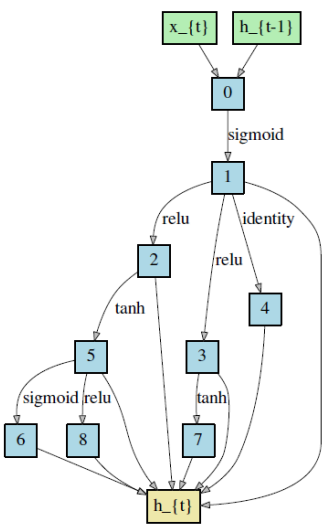 x_{t} h_{t-1}
0
sigmoid
1
relu identity
relu
2
4
tanh
5 3
sigmoid relu tanh
6 8 7
h_{t}